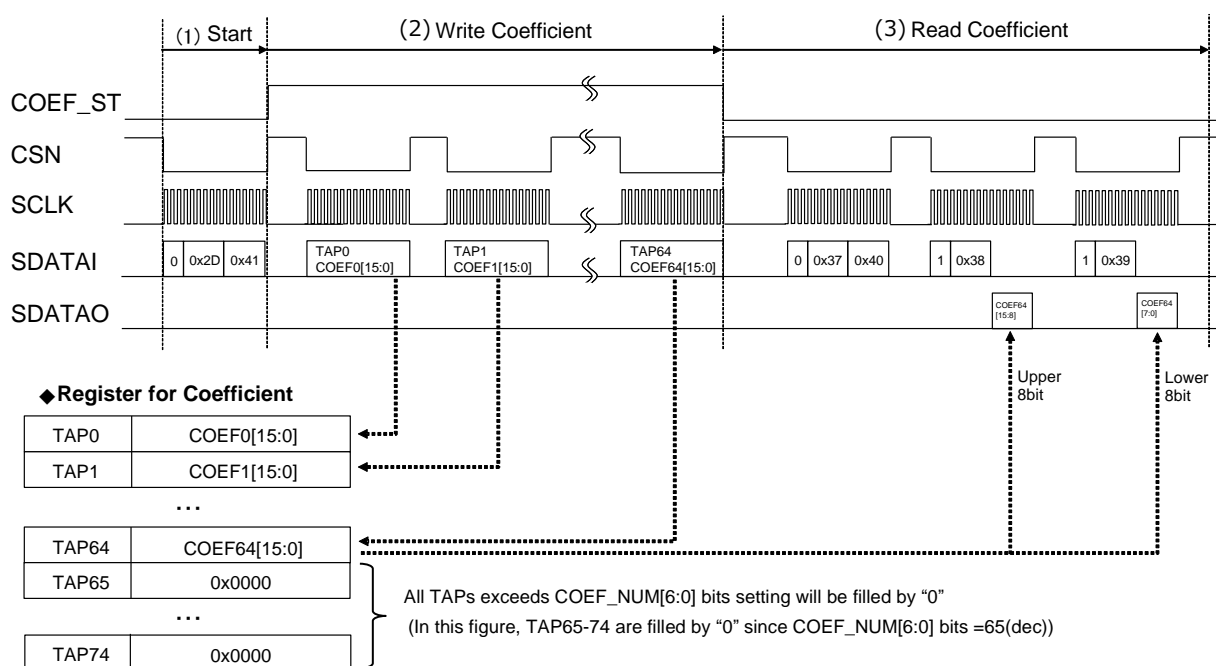 (1) Start
(2) Write Coefficient
(3) Read Coefficient
COEF_ST
CSN
SCLK
SDATAI
0 0x2D 0x41
TAP0
COEF0[15:0]
TAP1
COEF1[15:0]
TAP64
COEF64[15:0]
0 0x37 0x40
1 0x38
1 0x39
SDATAO
COEF64
[15:8]
COEF64
[7:0]
Upper
8bit
Lower
8bit
◆Register for Coefficient
TAP0 COEF0[15:0]
TAP1 COEF1[15:0]
...
TAP64 COEF64[15:0]
TAP65 0x0000
...
TAP74 0x0000
All TAPs exceeds COEF_NUM[6:0] bits setting will be filled by “0”
(In this figure, TAP65-74 are filled by “0” since COEF_NUM[6:0] bits =65(dec))